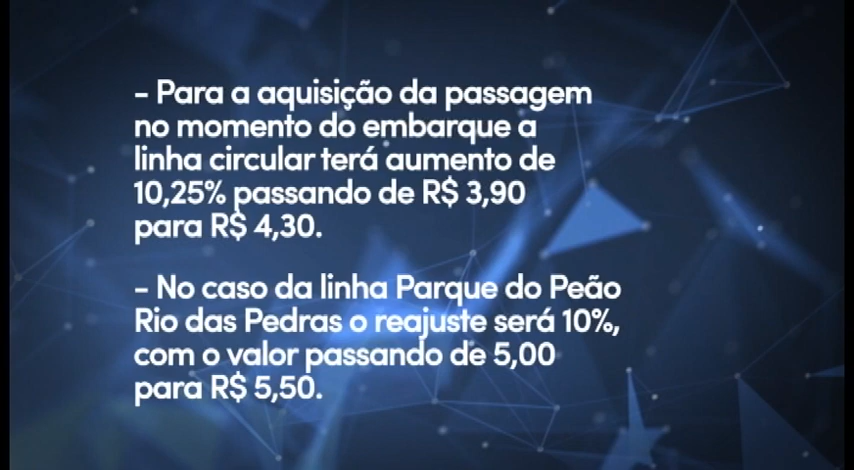 - Para a aquisição da passagem
no momento do embarque a
linha circular terá aumento de
10,25% passando de R$ 3,90
para R$ 4,30.
- No caso da linha Parque do Peão
Rio das Pedras o reajuste será 10%,
com o valor passando de 5,00
para R$ 5,50.